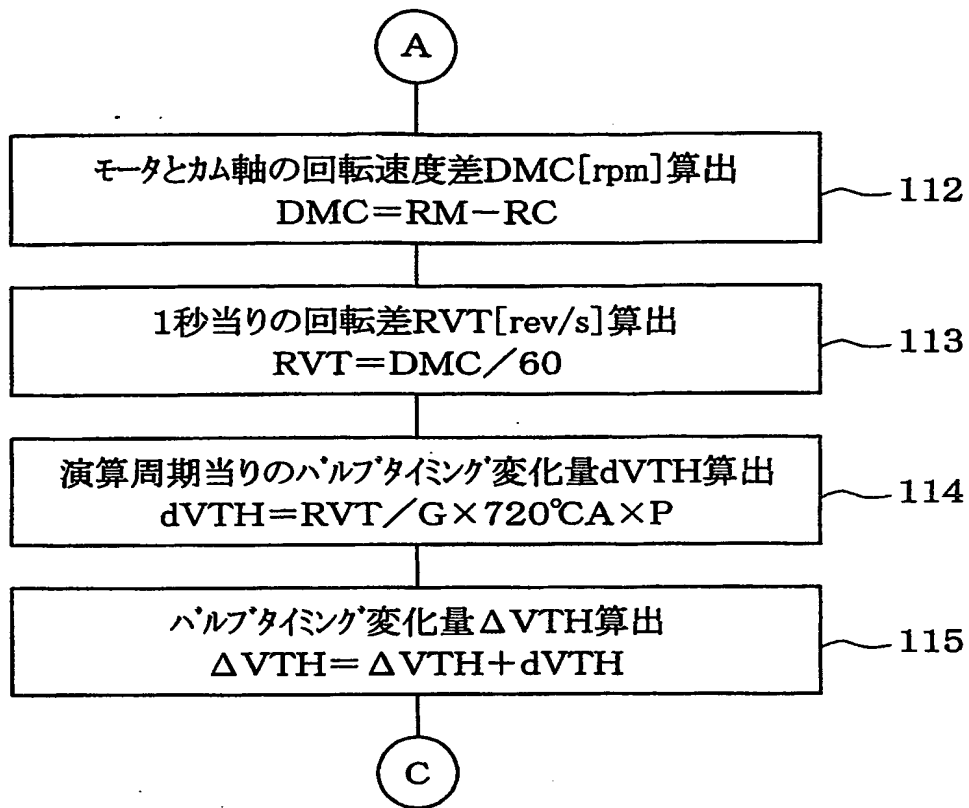 A
モータとカム軸の回転速度差DMC[rpm]算出
DMC=RM−RC
112
1秒当りの回転差RVT[rev/s]算出
RVT=DMC／60
113
演算周期当りのバルブタイミング変化量dVTH算出
dVTH=RVT／G×720℃A×P
114
バルブタイミング変化量ΔVTH算出
ΔVTH=ΔVTH+dVTH
115
C